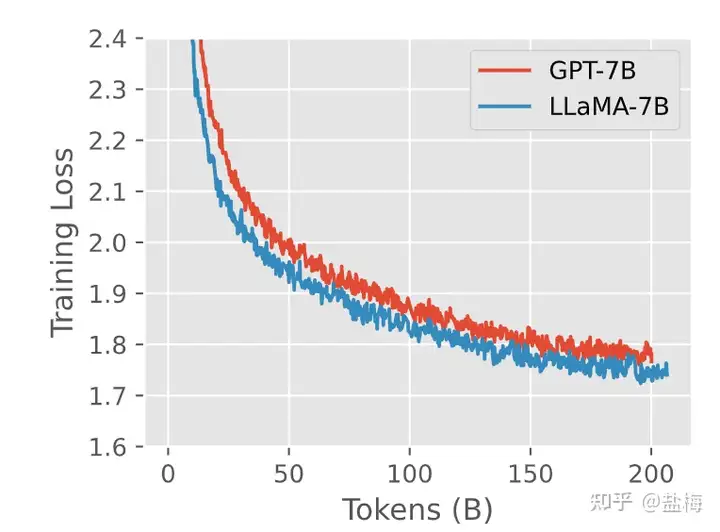 2.4
2.3
2.2
2.1
2.0
1.9
1.8
1.7
1.6
Training Loss
GPT-7B
LLaMA-7B
0 50 100 150 200
Tokens (B)
知乎 @盐梅